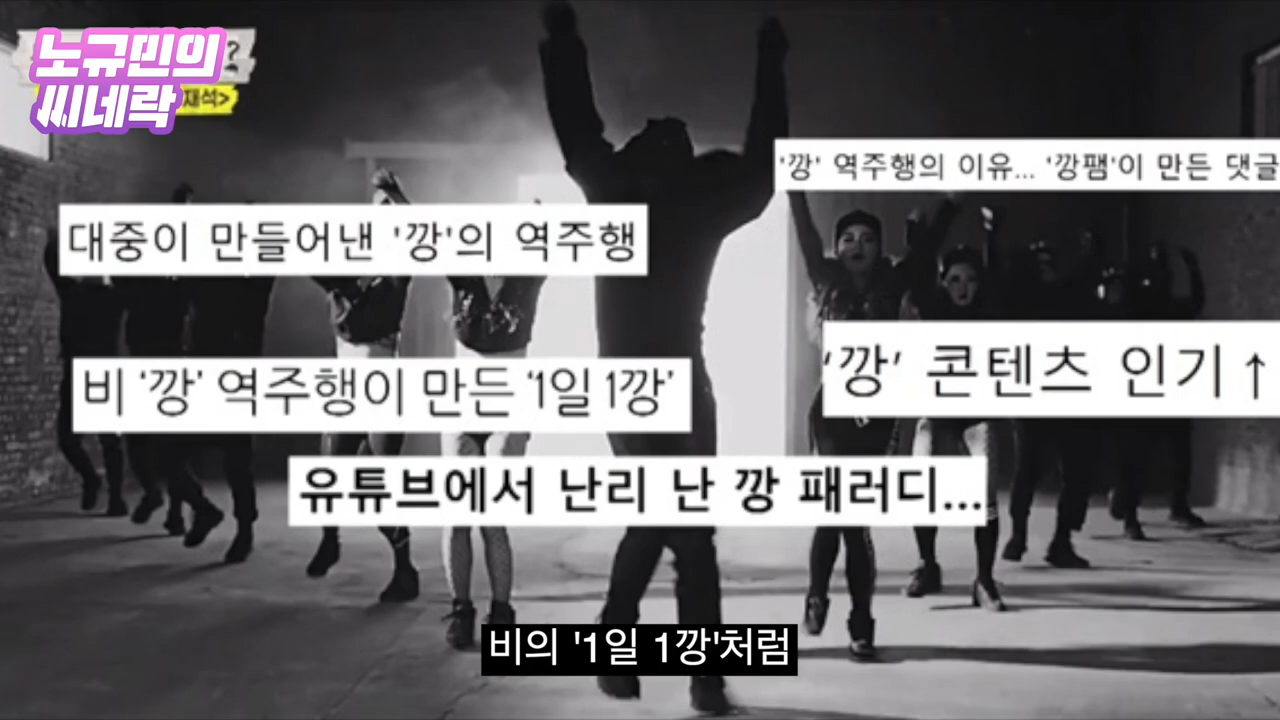 노규민의
씨네락
?
재석>
'깡' 역주행의 이유... '깡팸'이 만든 댓글
대중이 만들어낸 '깡'의 역주행
'깡' 콘텐츠 인기↑
비 '깡' 역주행이 만든 '1일 1깡'
유튜브에서 난리 난 깡 패러디...
비의 '1일 1깡'처럼